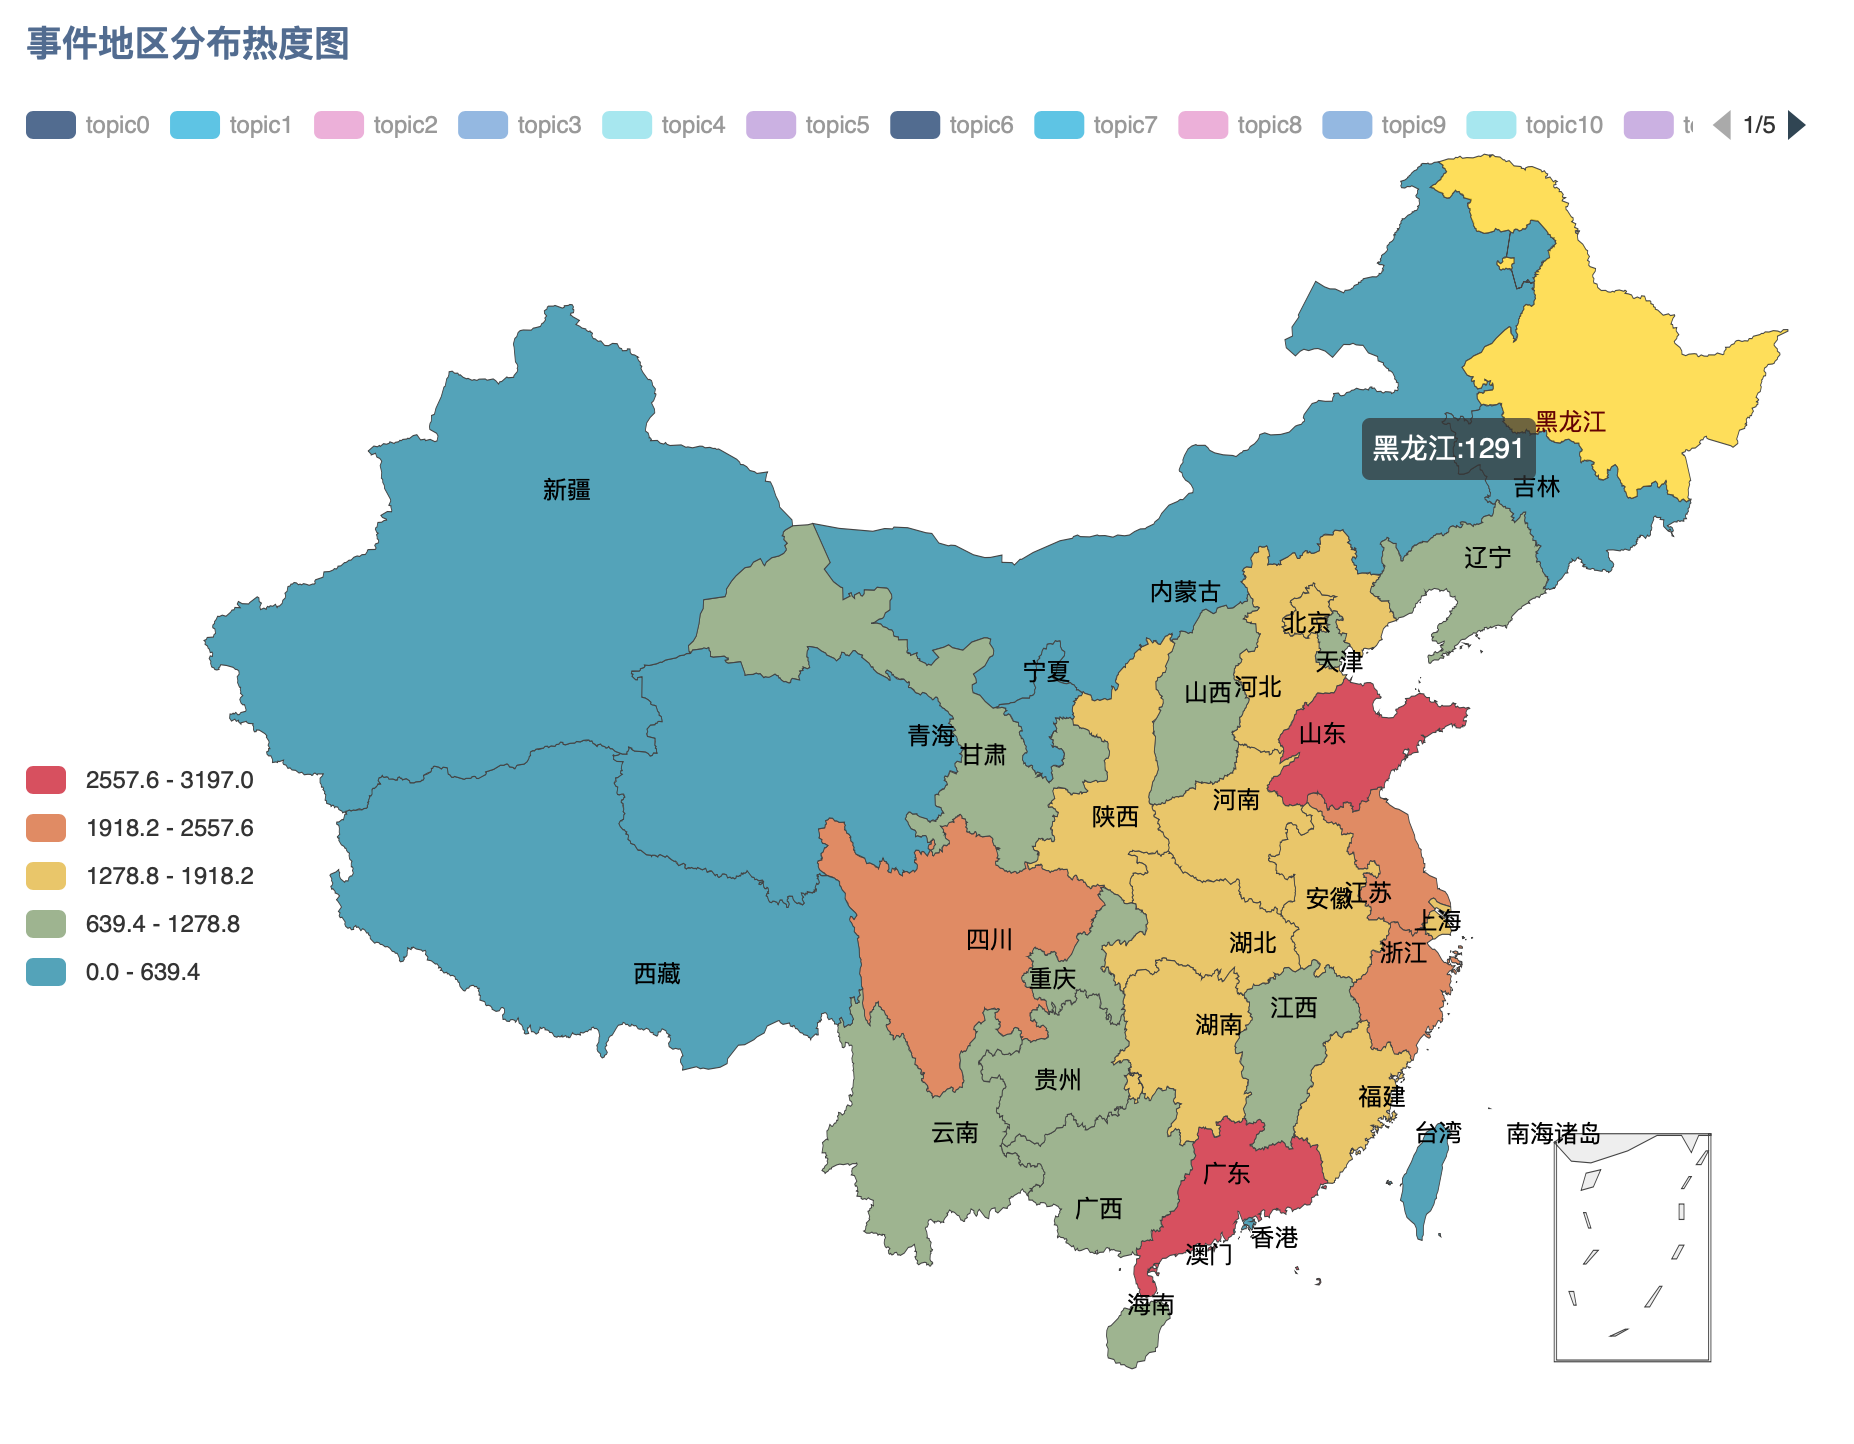 事件地区分布热度图
topic0 topic1 topic2 topic3 topic4 topic5 topic6 topic7 topic8 topic9 topic10 1/5
黑龙江
黑龙江:1291
吉林
新疆
辽宁
内蒙古
北京
天津
宁夏
山西
河北
青海
甘肃
山东
2557.6 - 3197.0
1918.2 - 2557.6
1278.8 - 1918.2
639.4 - 1278.8
0.0 - 639.4
河南
陕西
安徽
江苏
上海
四川
湖北
浙江
西藏
重庆
江西
湖南
贵州
福建
云南
台湾
南海诸岛
广东
广西
香港
澳门
海南